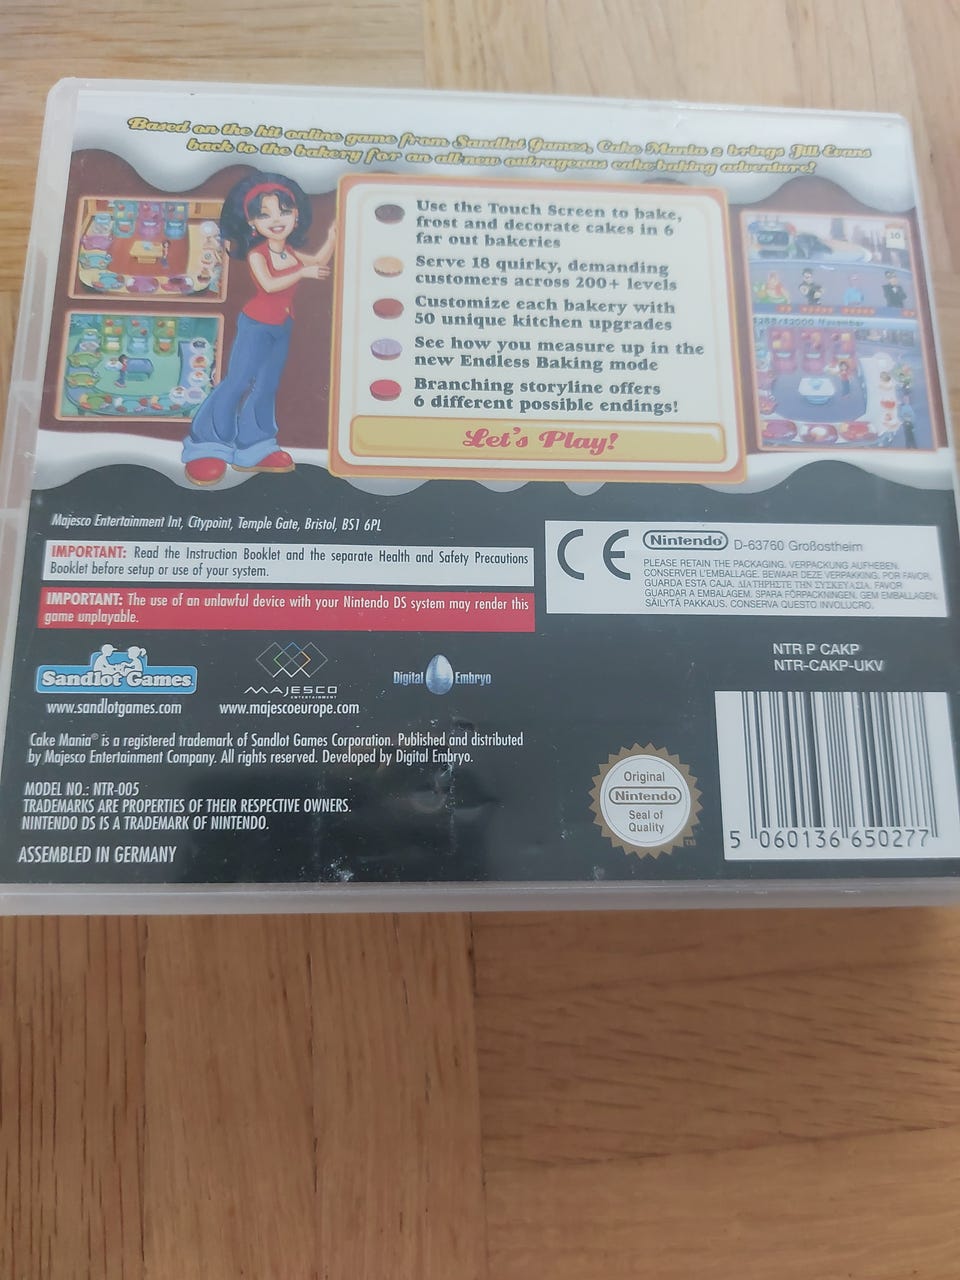 Based on the hit online game from Sandlot Games, Cake Mania 2 brings Jill Evans
back to the bakery for an all-new outrageous cake-baking adventure!
Use the Touch Screen to bake,
frost and decorate cakes in 6
far out bakeries
Serve 18 quirky, demanding
customers across 200+ levels
Customize each bakery with
50 unique kitchen upgrades
See how you measure up in the
new Endless Baking mode
Branching storyline offers
6 different possible endings!
Let's Play!
10
$288/$2000 November
Majesco Entertainment Int, Citypoint, Temple Gate, Bristol, BS1 6PL
IMPORTANT: Read the Instruction Booklet and the separate Health and Safety Precautions
Booklet before setup or use of your system.
IMPORTANT: The use of an unlawful device with your Nintendo DS system may render this
game unplayable.
CE Nintendo D-63760 Großostheim
PLEASE RETAIN THE PACKAGING. VERPACKUNG AUFHEBEN.
CONSERVER L'EMBALLAGE. BEWAAR DEZE VERPAKKING. POR FAVOR,
GUARDA ESTA CAJA. ΔΙΑΤΗΡΕΙΣΤΕ ΤΗΝ ΣΥΣΚΕΥΑΣΙΑ. FAVOR
GUARDAR A EMBALAGEM. SPARA FÖRPACKNINGEN. GEM EMBALLAGEN.
SÄILYTÄ PAKKAUS. CONSERVA QUESTO INVOLUCRO.
NTR P CAKP
NTR-CAKP-UKV
Sandlot Games
www.sandlotgames.com
MAJESCO
ENTERTAINMENT
www.majescoeurope.com
Digital Embryo
Cake Mania® is a registered trademark of Sandlot Games Corporation. Published and distributed
by Majesco Entertainment Company. All rights reserved. Developed by Digital Embryo.
MODEL NO.: NTR-005
TRADEMARKS ARE PROPERTIES OF THEIR RESPECTIVE OWNERS.
NINTENDO DS IS A TRADEMARK OF NINTENDO.
ASSEMBLED IN GERMANY
Original
Nintendo
Seal of
Quality
TM
5 060136 650277